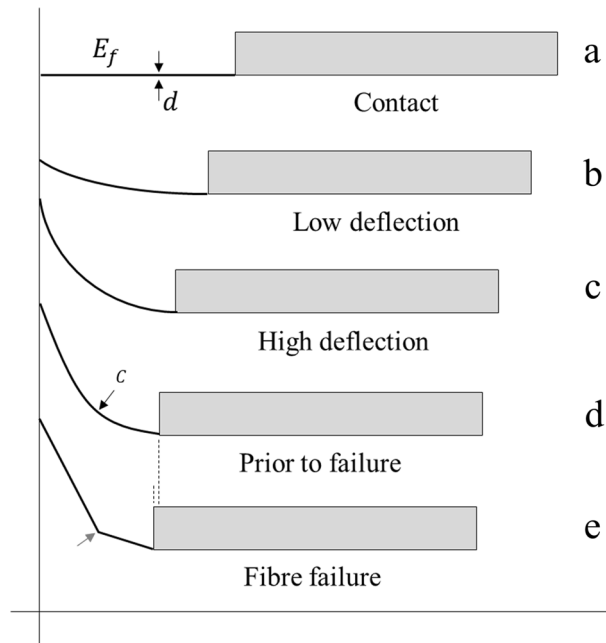 E_f
d
a
Contact
b
Low deflection
c
High deflection
C
d
Prior to failure
e
Fibre failure